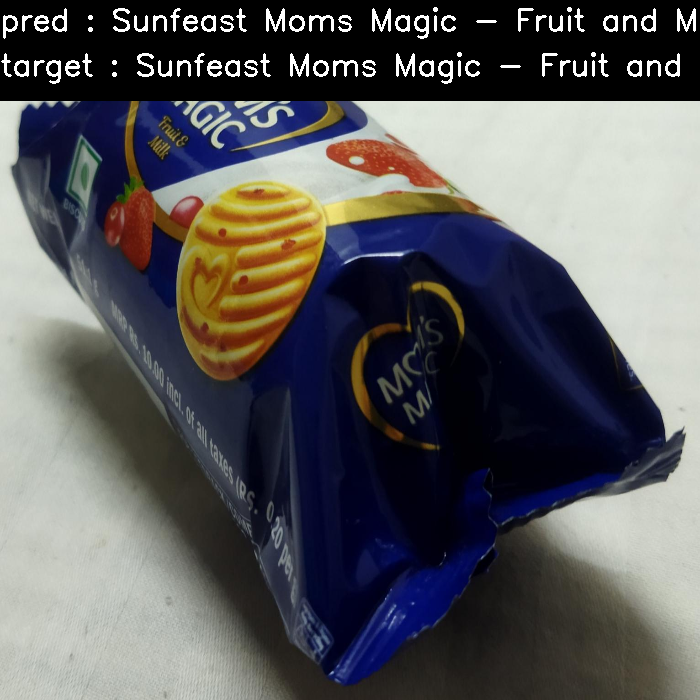 pred : Sunfeast Moms Magic – Fruit and M
target : Sunfeast Moms Magic – Fruit and
MAGIC
Fruit &
Milk
MRP Rs. 10.00 incl. of all taxes (RS. 0.20 per
MOM'S